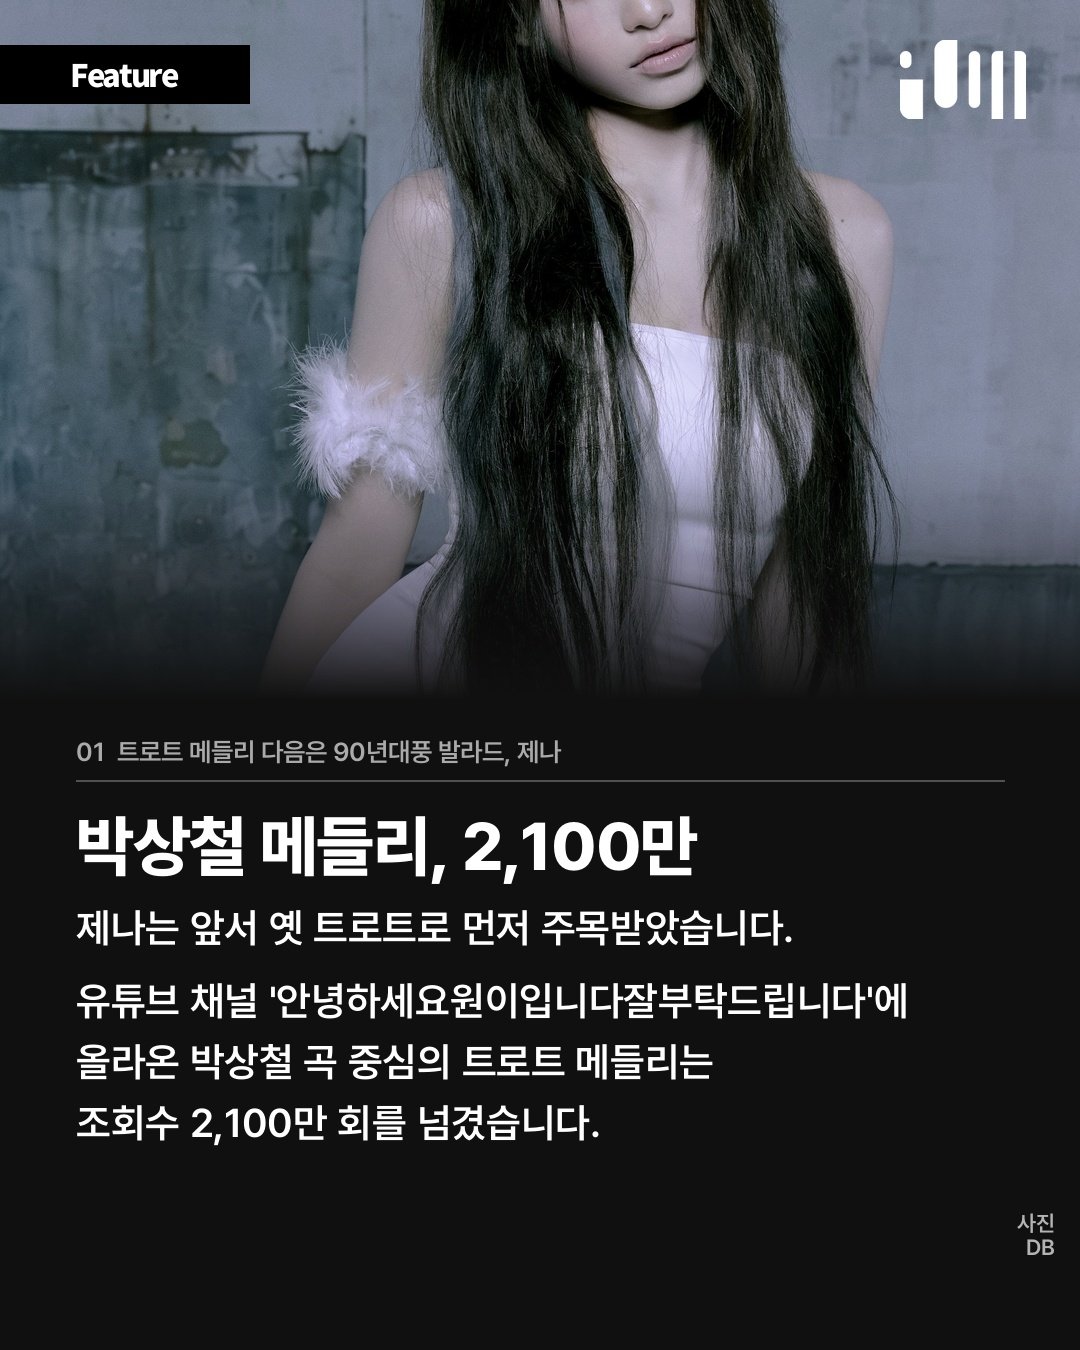 Feature
idm
01 트로트 메들리 다음은 90년대풍 발라드, 제나
박상철 메들리, 2,100만
제나는 앞서 옛 트로트로 먼저 주목받았습니다.
유튜브 채널 '안녕하세요원이입니다잘부탁드립니다'에
올라온 박상철 곡 중심의 트로트 메들리는
조회수 2,100만 회를 넘겼습니다.
사진
DB